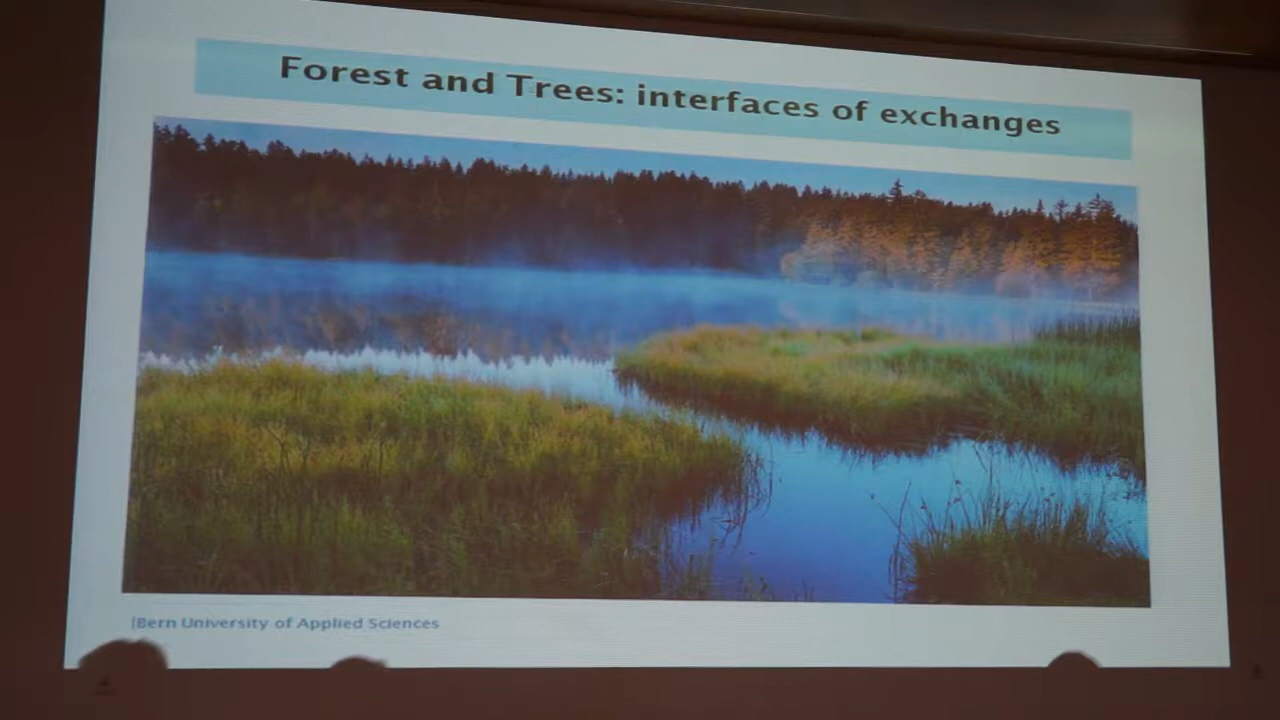 Forest and Trees: interfaces of exchanges
Bern University of Applied Sciences